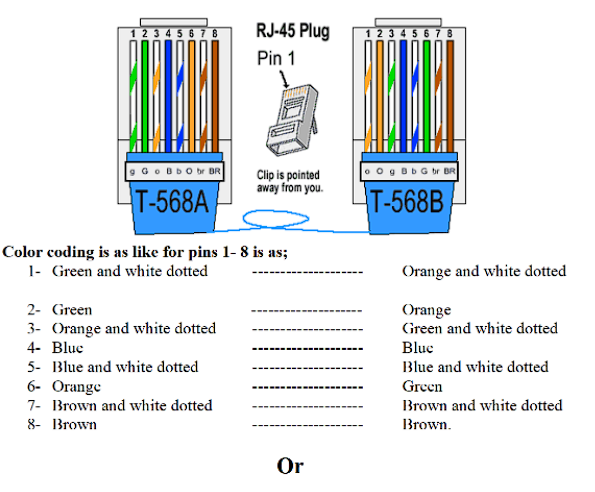 1 2 3 4 5 6 7 8
RJ-45 Plug
Pin 1
1 2 3 4 5 6 7 8
Clip is pointed
away from you.
g G o B b O br BR
T-568A
o O g B b G br BR
T-568B
Color coding is as like for pins 1- 8 is as;
1- Green and white dotted -------------------- Orange and white dotted
2- Green -------------------- Orange
3- Orange and white dotted -------------------- Green and white dotted
4- Blue -------------------- Blue
5- Blue and white dotted -------------------- Blue and white dotted
6- Orange -------------------- Green
7- Brown and white dotted -------------------- Brown and white dotted
8- Brown -------------------- Brown.
Or